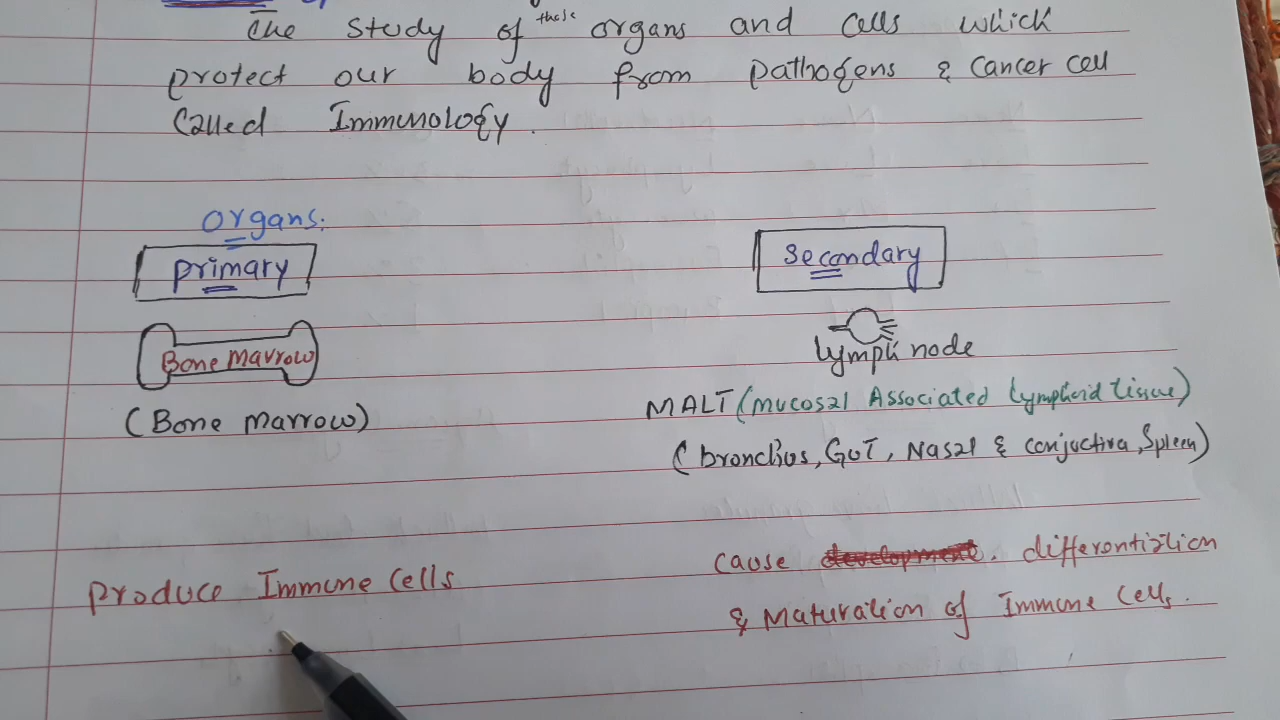 The study of these organs and cells which
protect our body from pathogens & cancer cell
called Immunology.
Organs:
Primary
Secondary
Bone Marrow
lymph node
(Bone marrow)
MALT (mucosal Associated lymphoid tissue)
(bronchus, GUT, Nasal & conjuctiva, Spleen)
Produce Immune Cells
cause development. differentiation
& Maturation of Immune Cells.